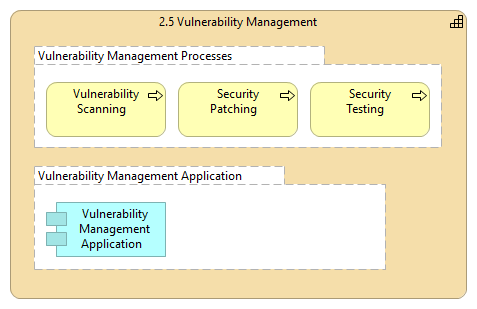 2.5 Vulnerability Management
Vulnerability Management Processes
Vulnerability
Scanning
Security
Patching
Security
Testing
Vulnerability Management Application
Vulnerability
Management
Application